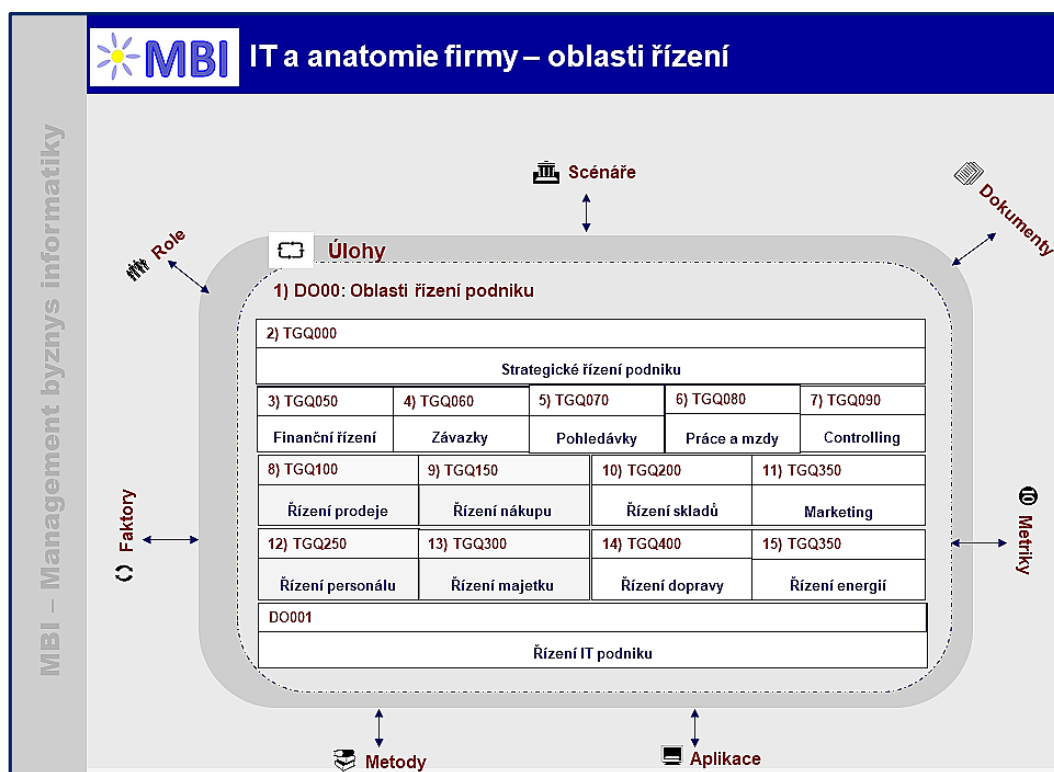 MBI
IT a anatomie firmy – oblasti řízení
MBI – Management byznys informatiky
Scénáře
Dokumenty
Role
Úlohy
1) DO00: Oblasti řízení podniku
2) TGQ000
Strategické řízení podniku
3) TGQ050
4) TGQ060
5) TGQ070
6) TGQ080
7) TGQ090
Finanční řízení
Závazky
Pohledávky
Práce a mzdy
Controlling
8) TGQ100
9) TGQ150
10) TGQ200
11) TGQ350
Řízení prodeje
Řízení nákupu
Řízení skladů
Marketing
12) TGQ250
13) TGQ300
14) TGQ400
15) TGQ350
Řízení personálu
Řízení majetku
Řízení dopravy
Řízení energií
DO001
Řízení IT podniku
Faktory
10
Metriky
Metody
Aplikace